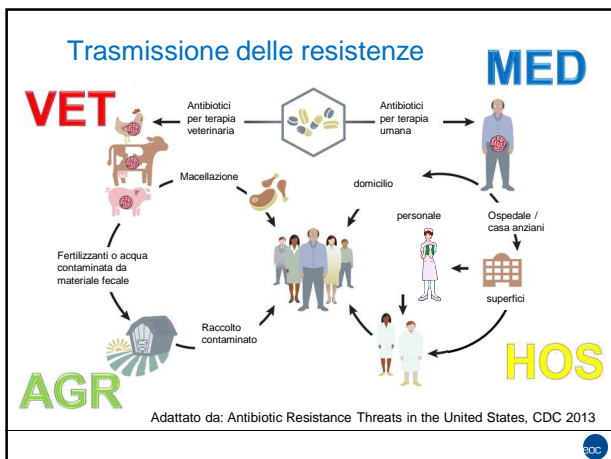 Trasmissione delle resistenze
MED
VET
Antibiotici
per terapia
veterinaria
Antibiotici
per terapia
umana
Macellazione
domicilio
personale
Ospedale /
casa anziani
Fertilizzanti o acqua
contaminata da
materiale fecale
superfici
Raccolto
contaminato
HOS
AGR
Adattato da: Antibiotic Resistance Threats in the United States, CDC 2013
eoc